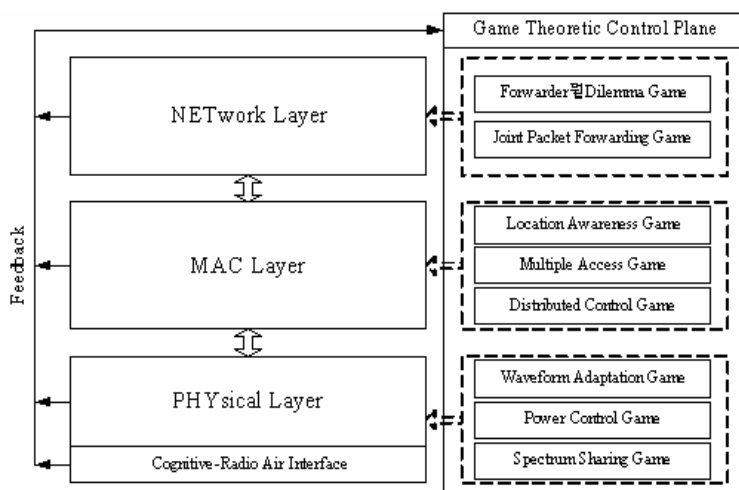 Game Theoretic Control Plane
NETwork Layer
Forwarder뭩Dilemma Game
Joint Packet Forwarding Game
Feedback
MAC Layer
Location Awareness Game
Multiple Access Game
Distributed Control Game
PHYsical Layer
Cognitive-Radio Air Interface
Waveform Adaptation Game
Power Control Game
Spectrum Sharing Game